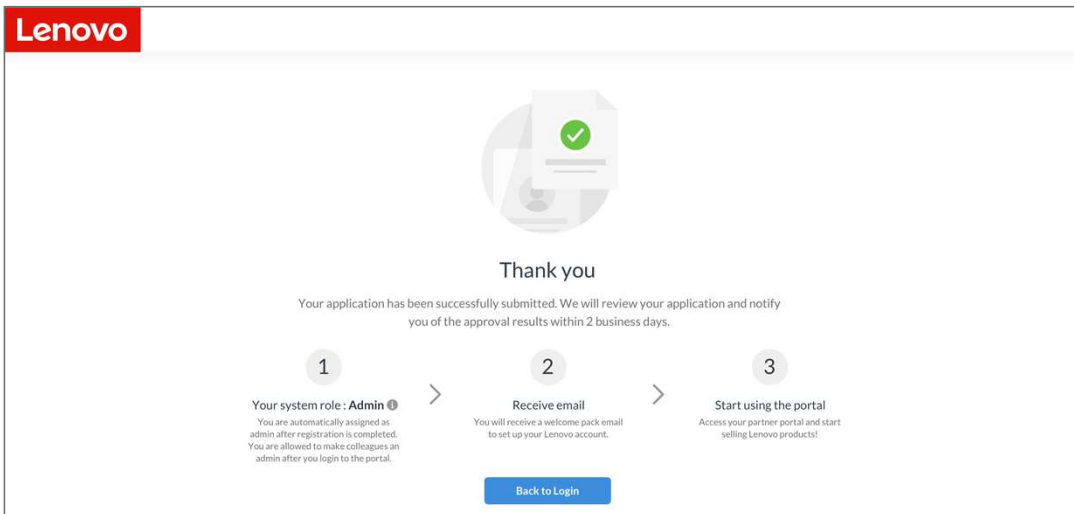 Lenovo
Thank you
Your application has been successfully submitted. We will review your application and notify
you of the approval results within 2 business days.
1
Your system role : Admin
You are automatically assigned as
admin after registration is completed.
You are allowed to make colleagues an
admin after you login to the portal.
2
Receive email
You will receive a welcome pack email
to set up your Lenovo account.
3
Start using the portal
Access your partner portal and start
selling Lenovo products!
Back to Login